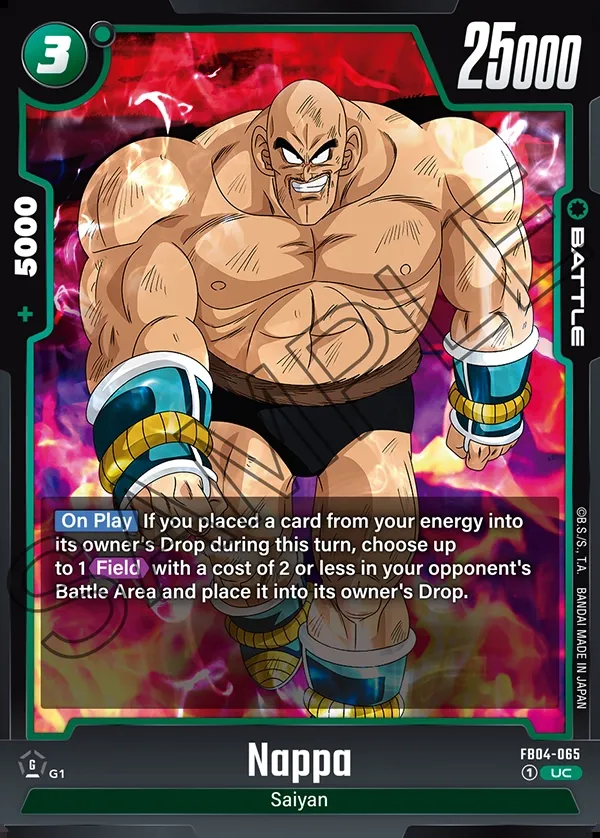 3
25000
+ 5000
BATTLE
On Play If you placed a card from your energy into
its owner's Drop during this turn, choose up
to 1 Field with a cost of 2 or less in your opponent's
Battle Area and place it into its owner's Drop.
SAMPLE
©B.S./S., T.A. BANDAI MADE IN JAPAN
G G1
Nappa
FB04-065
1 UC
Saiyan